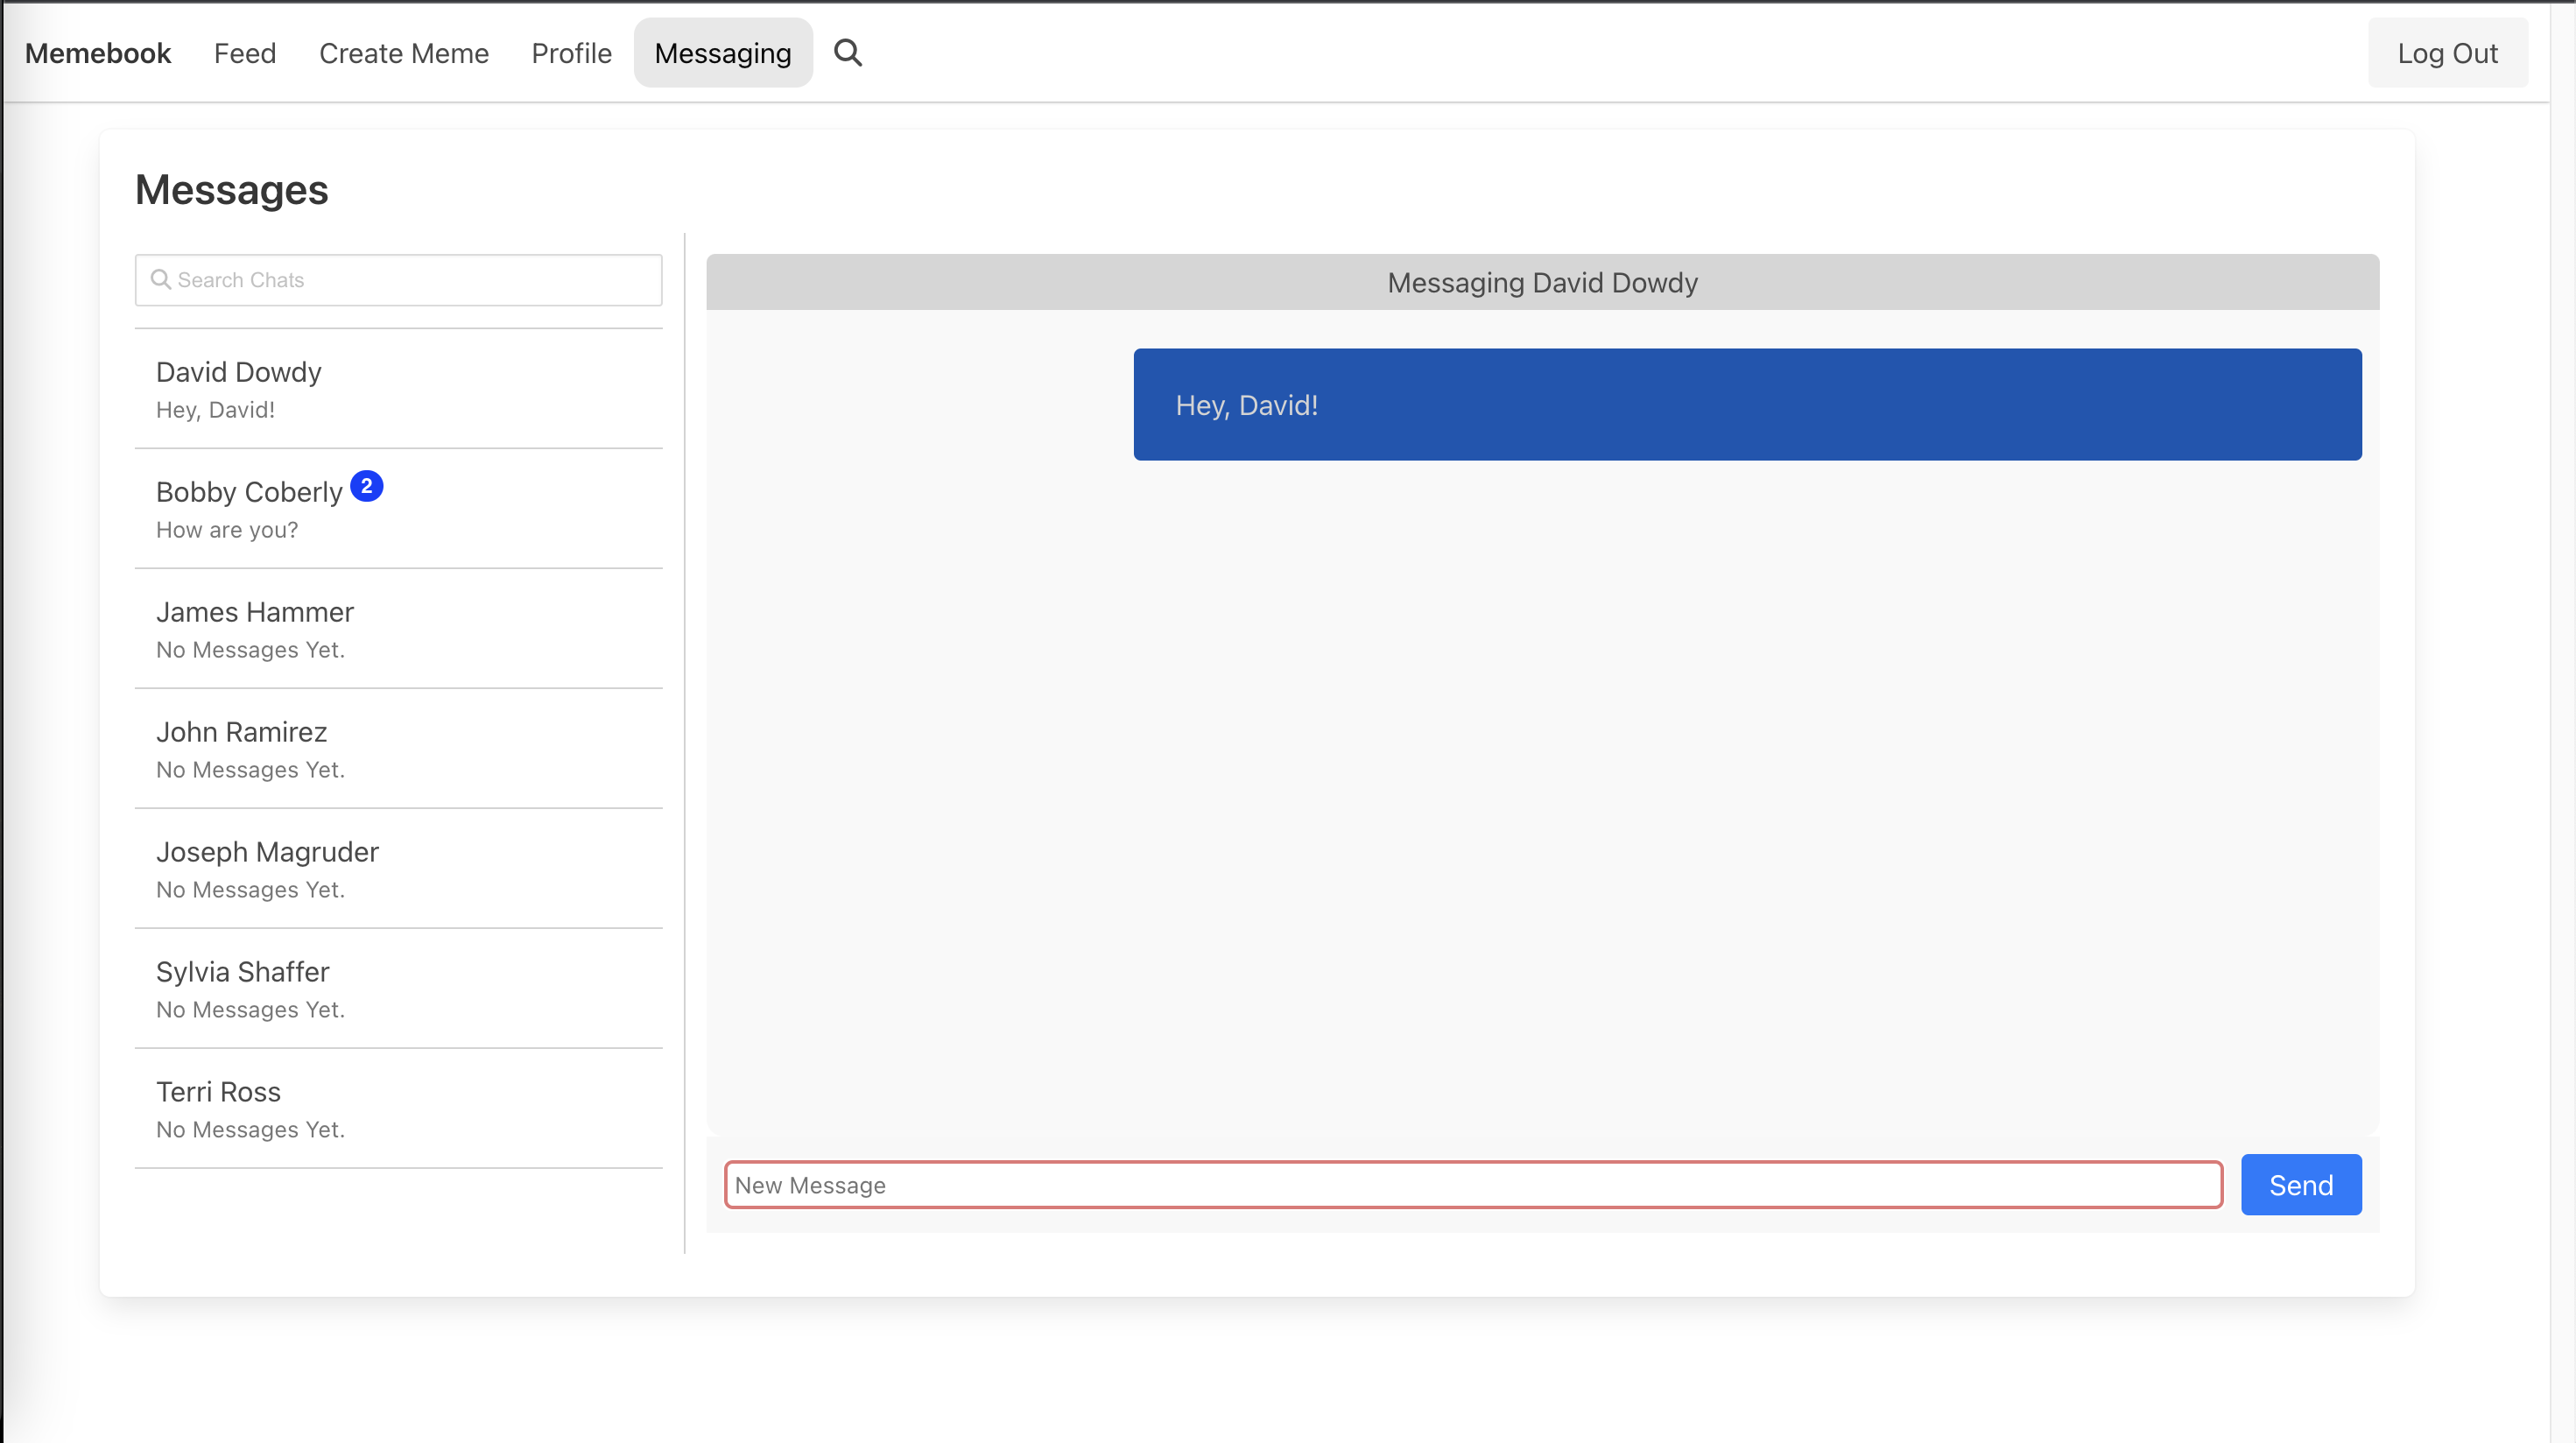 Memebook Feed Create Meme Profile Messaging Log Out
Messages
Search Chats
David Dowdy
Hey, David!
Bobby Coberly 2
How are you?
James Hammer
No Messages Yet.
John Ramirez
No Messages Yet.
Joseph Magruder
No Messages Yet.
Sylvia Shaffer
No Messages Yet.
Terri Ross
No Messages Yet.
Messaging David Dowdy
Hey, David!
New Message Send